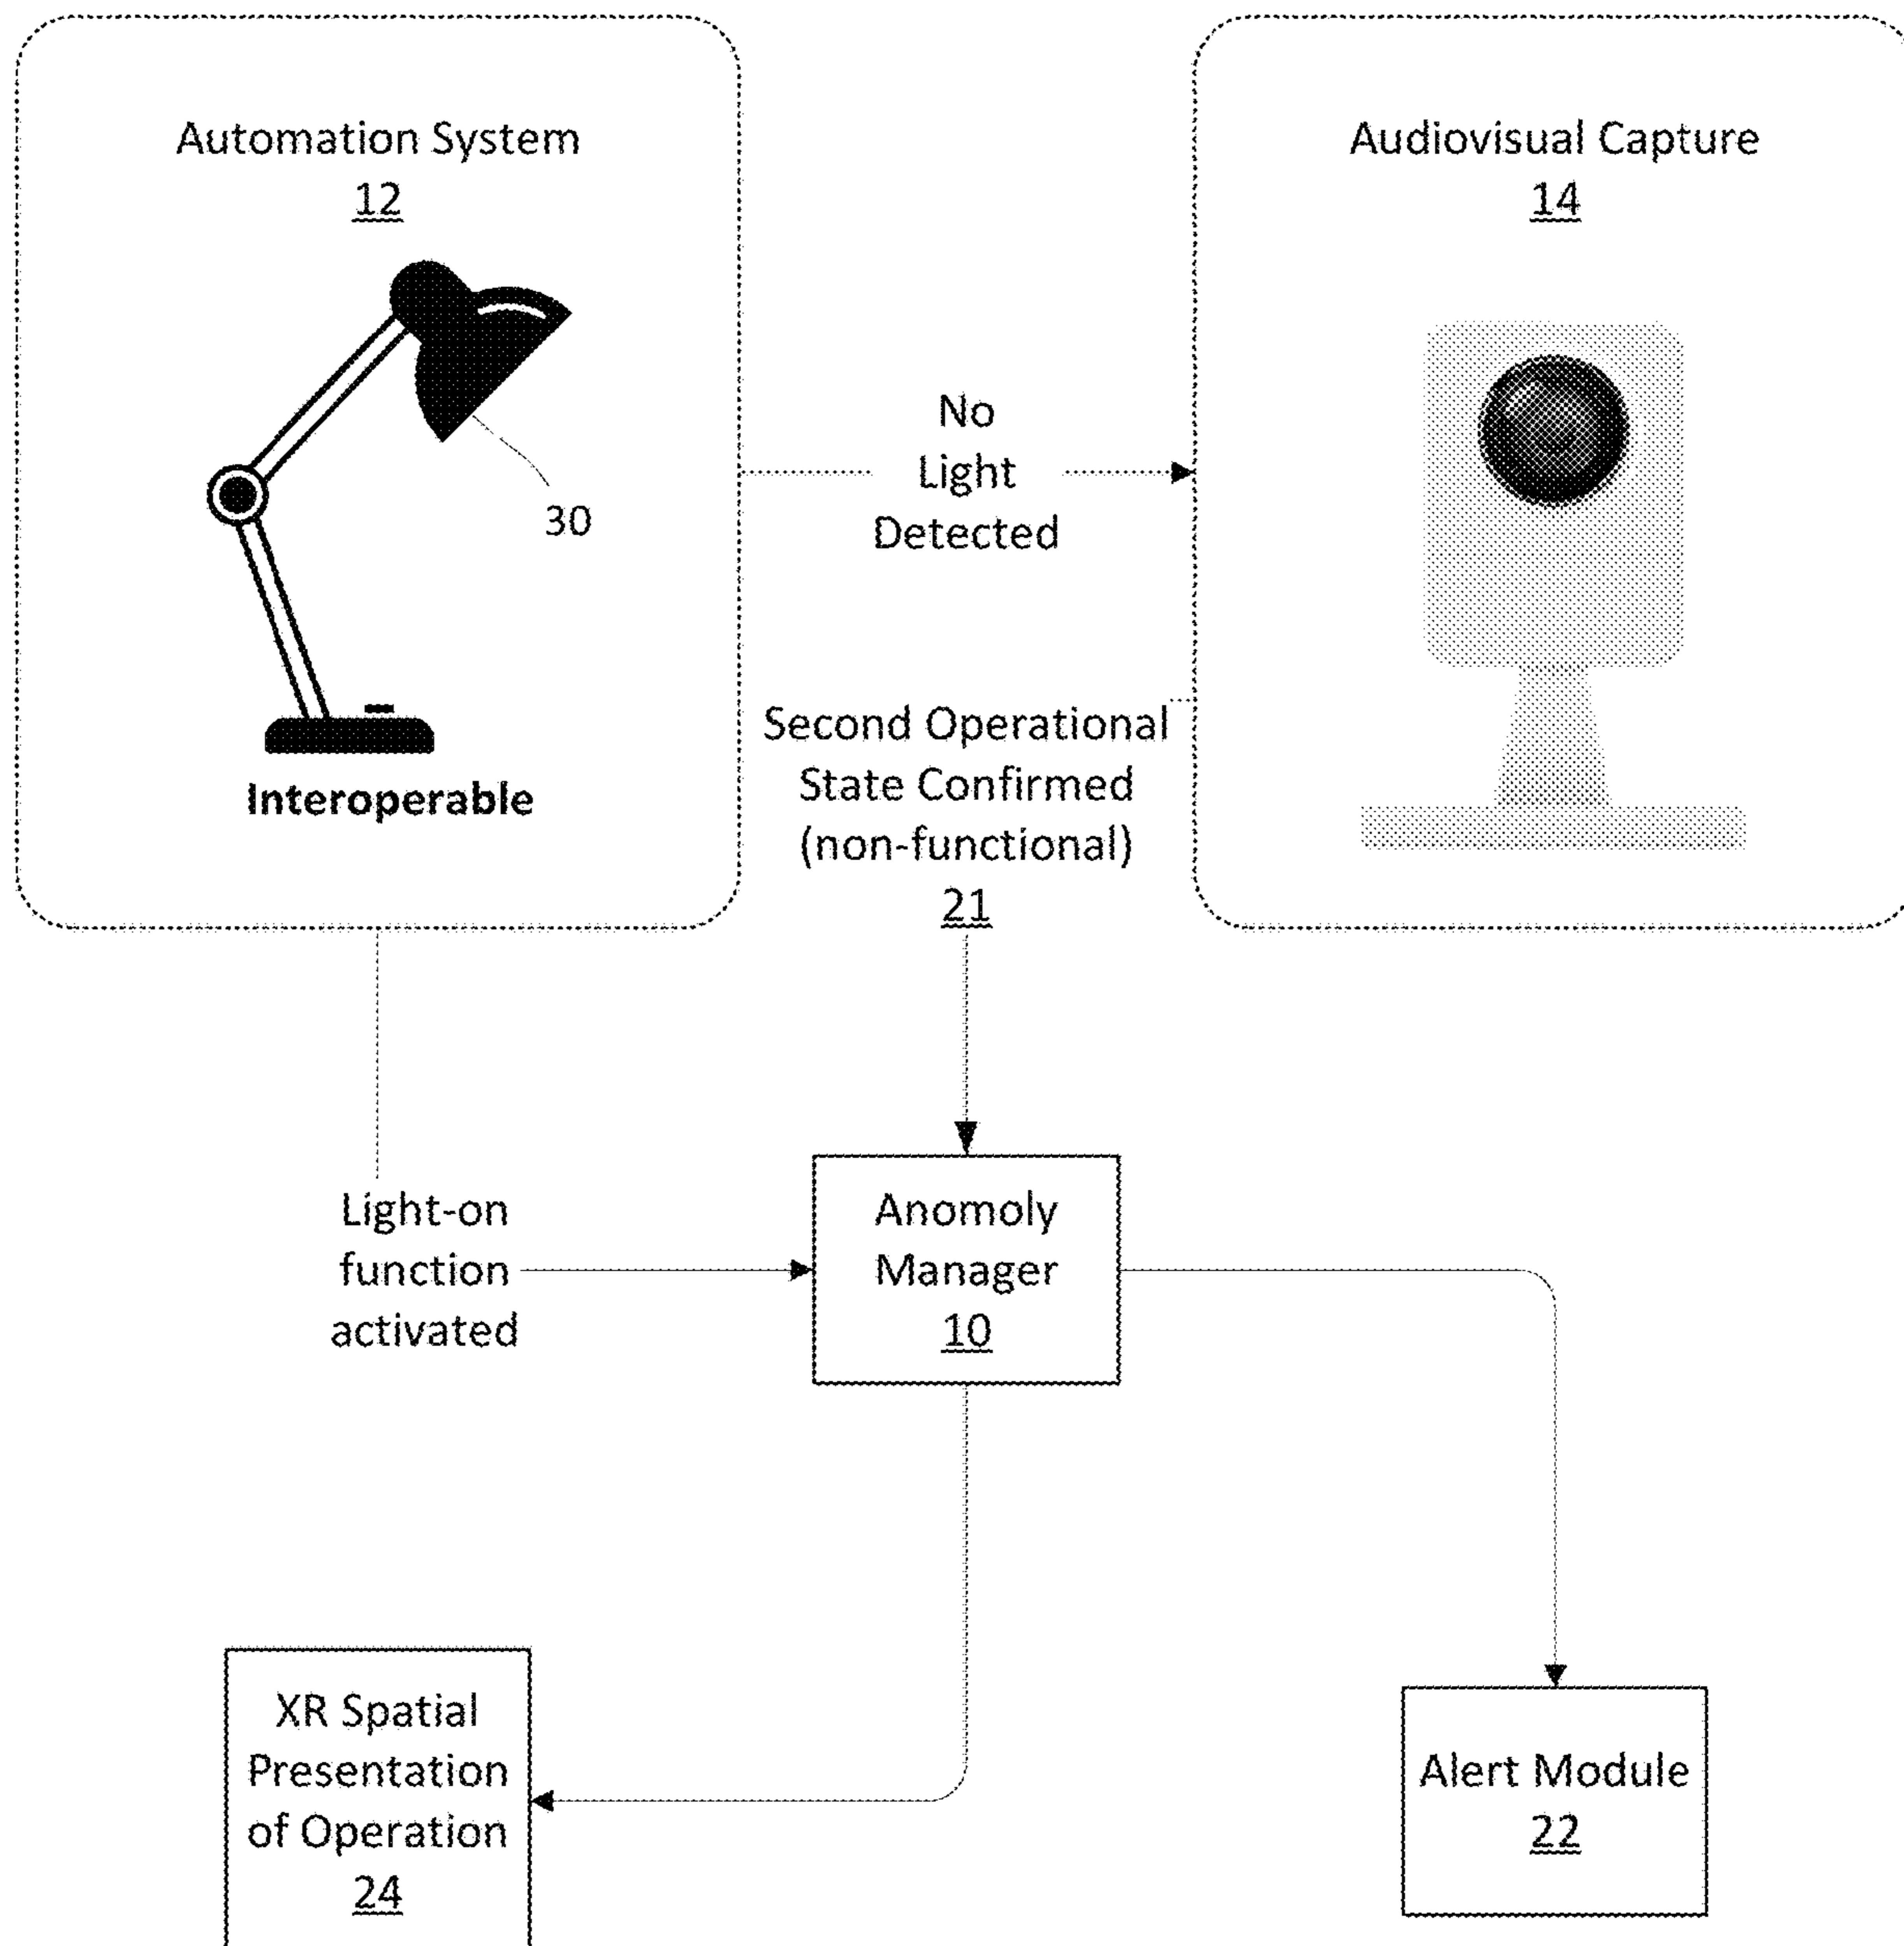 Automation System
12
30
Interoperable
No
Light
Detected
Audiovisual Capture
14
Second Operational
State Confirmed
(non-functional)
21
Light-on
function
activated
Anomoly
Manager
10
XR Spatial
Presentation
of Operation
24
Alert Module
22